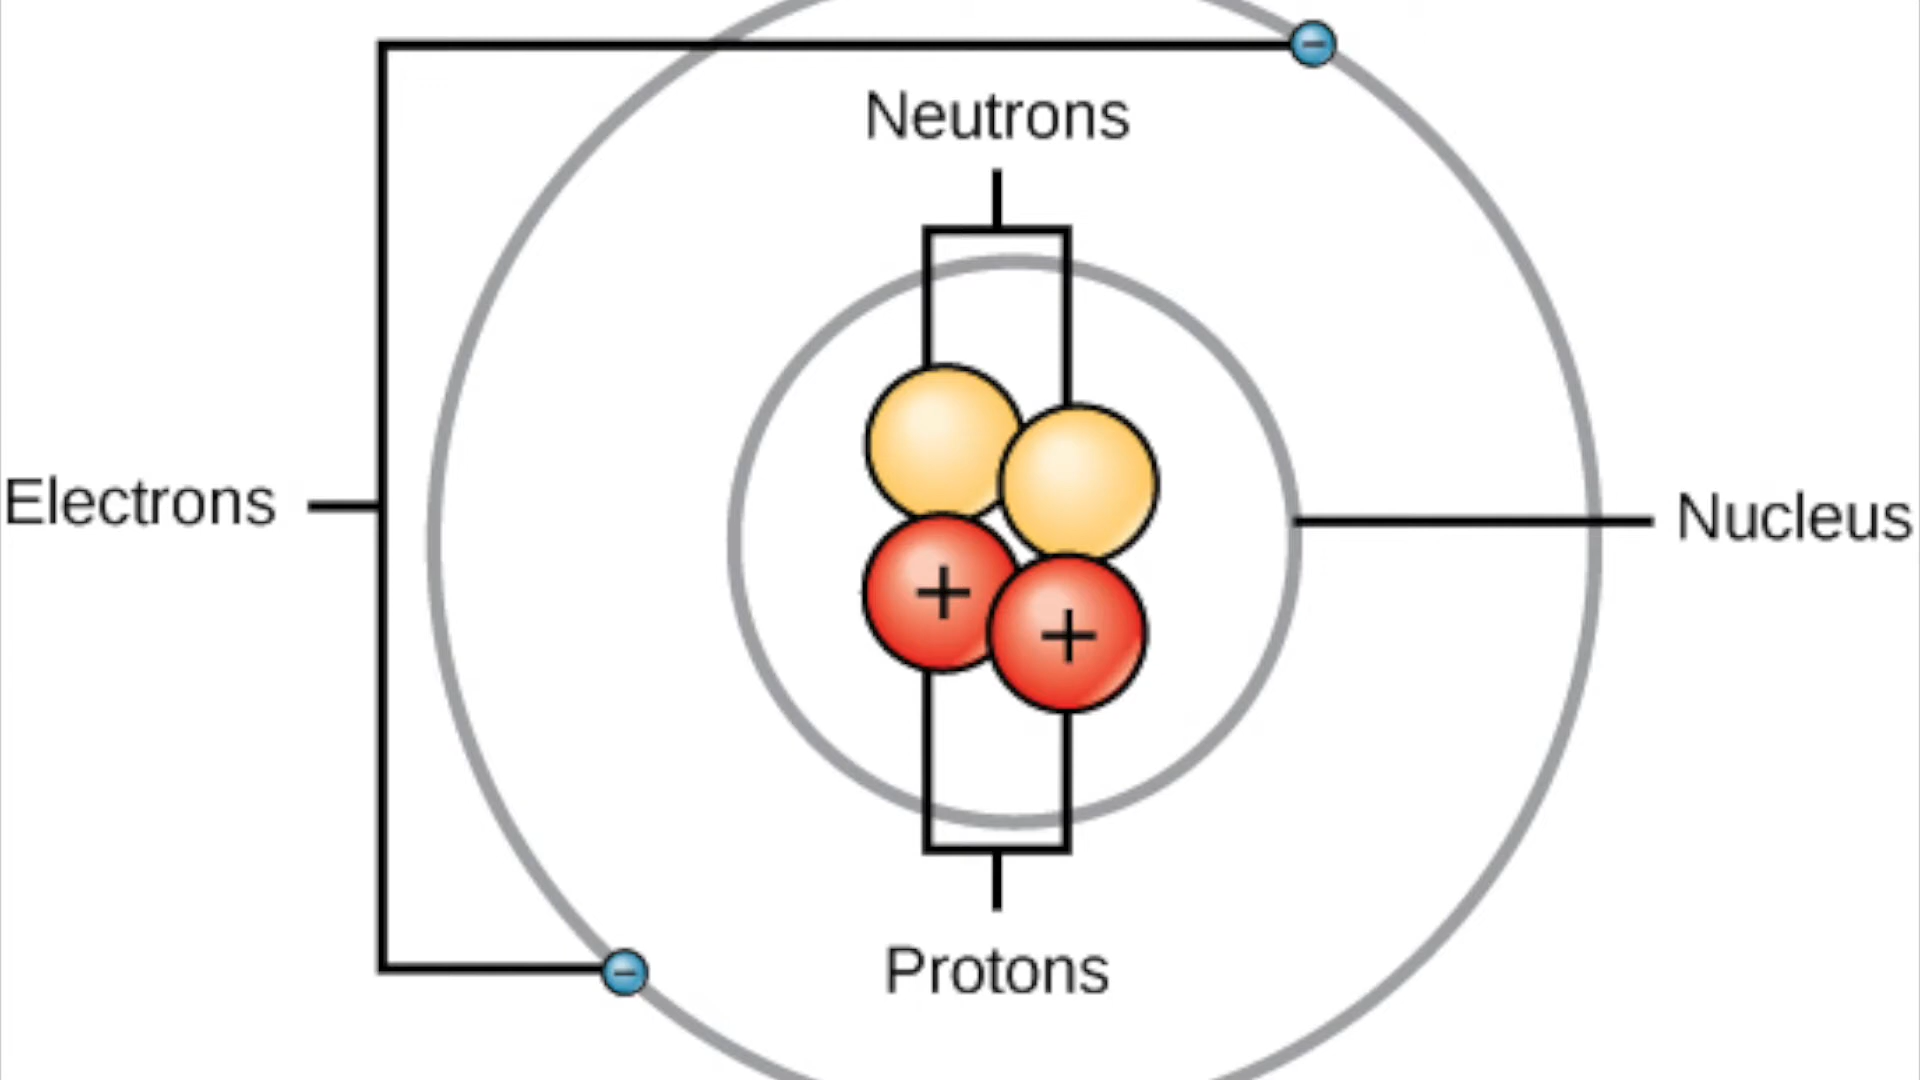 Neutrons
Electrons
Nucleus
+
+
−
−
Protons